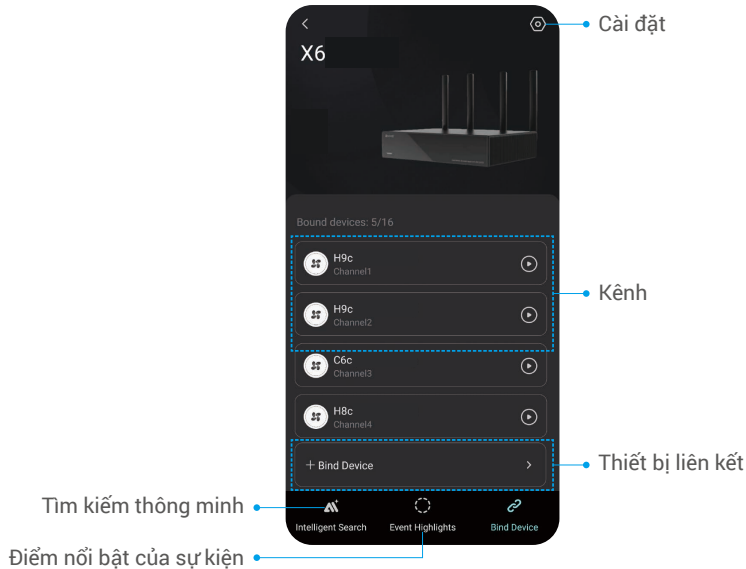 Cài đặt
X6
Bound devices: 5/16
H9c
Channel1
Kênh
H9c
Channel2
C6c
Channel3
H8c
Channel4
+ Bind Device
Thiết bị liên kết
Tìm kiếm thông minh
Intelligent Search
Event Highlights
Bind Device
Điểm nổi bật của sự kiện